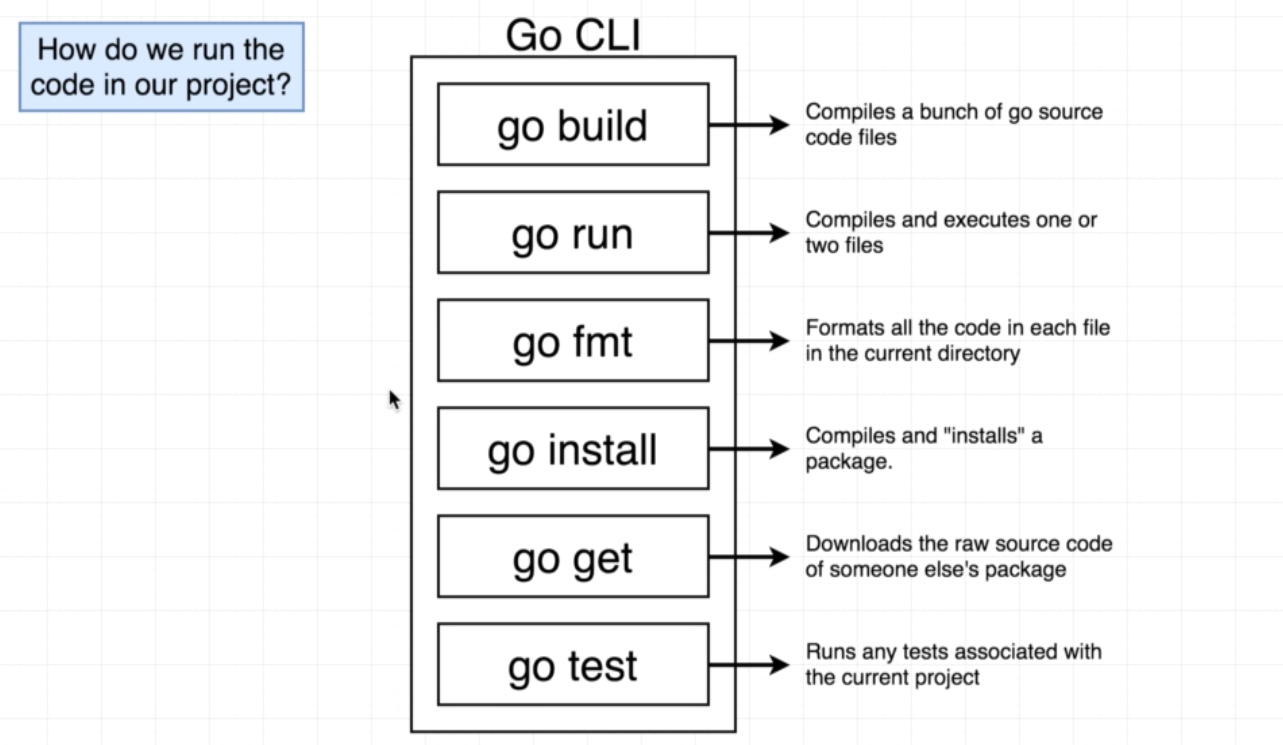 How do we run the
code in our project?
Go CLI
go build
Compiles a bunch of go source
code files
go run
Compiles and executes one or
two files
go fmt
Formats all the code in each file
in the current directory
go install
Compiles and "installs" a
package.
go get
Downloads the raw source code
of someone else's package
go test
Runs any tests associated with
the current project